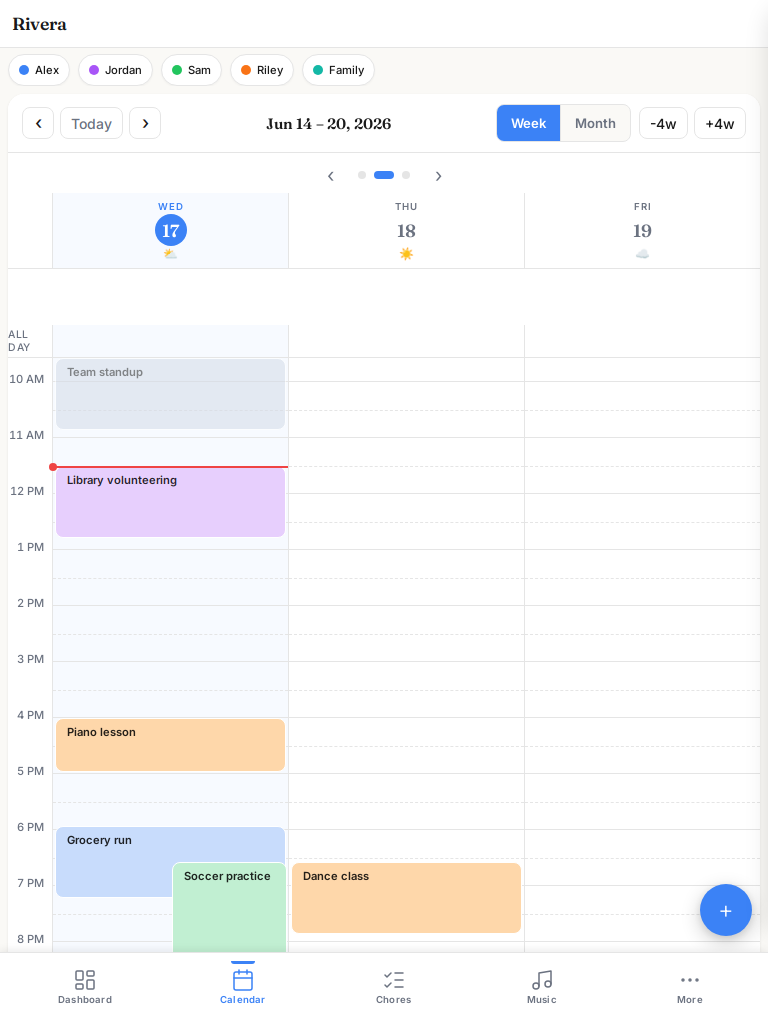 Rivera
Alex Jordan Sam Riley Family
Today Jun 14 – 20, 2026 Week Month -4w +4w
WED THU FRI
17 18 19
ALL DAY
Team standup
10 AM
11 AM
Library volunteering
12 PM
1 PM
2 PM
3 PM
4 PM
Piano lesson
5 PM
6 PM
Grocery run
Soccer practice Dance class
7 PM
8 PM
Dashboard Calendar Chores Music More